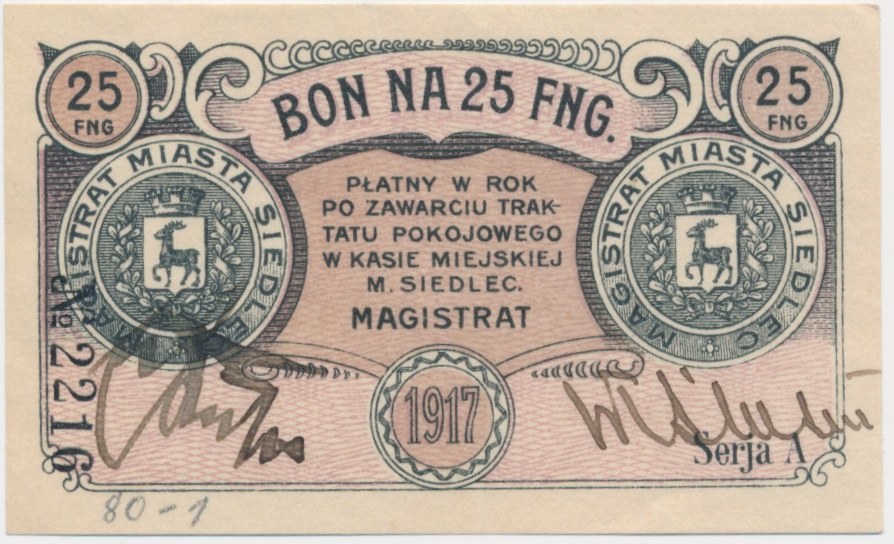 25
FNG
BON NA 25 FNG.
25
FNG
MAGISTRAT MIASTA SIEDLEC
PŁATNY W ROK
PO ZAWARCIU TRAK-
TATU POKOJOWEGO
W KASIE MIEJSKIEJ
M. SIEDLEC.
MAGISTRAT
MAGISTRAT MIASTA SIEDLEC
№ 2216
1917
Serja A
80-1